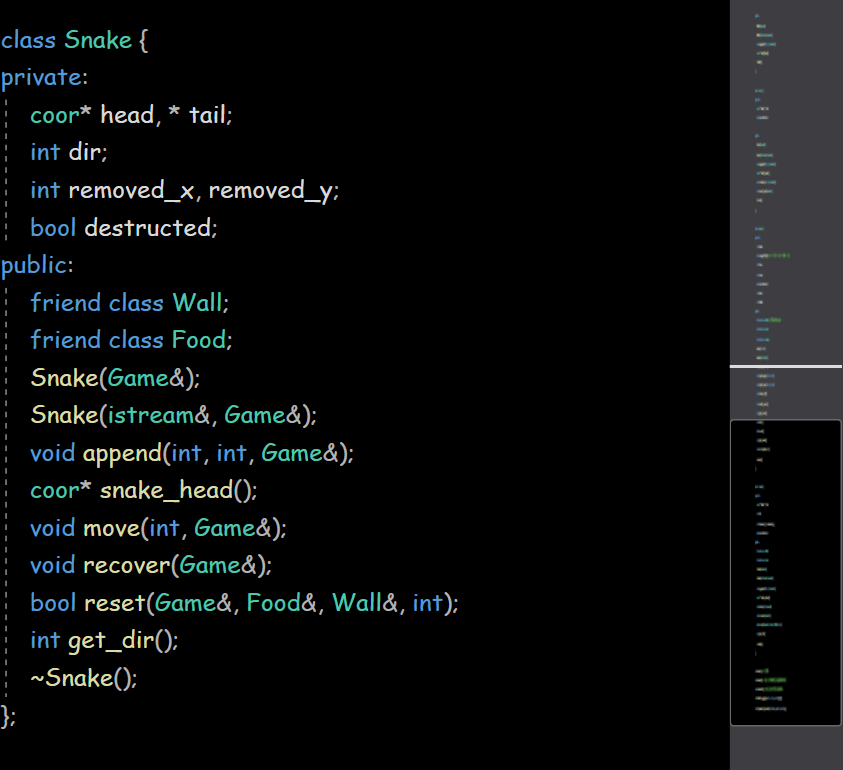 class Snake {
private:
coor* head, * tail;
int dir;
int removed_x, removed_y;
bool destructed;
public:
friend class Wall;
friend class Food;
Snake(Game&);
Snake(istream&, Game&);
void append(int, int, Game&);
coor* snake_head();
void move(int, Game&);
void recover(Game&);
bool reset(Game&, Food&, Wall&, int);
int get_dir();
~Snake();
};